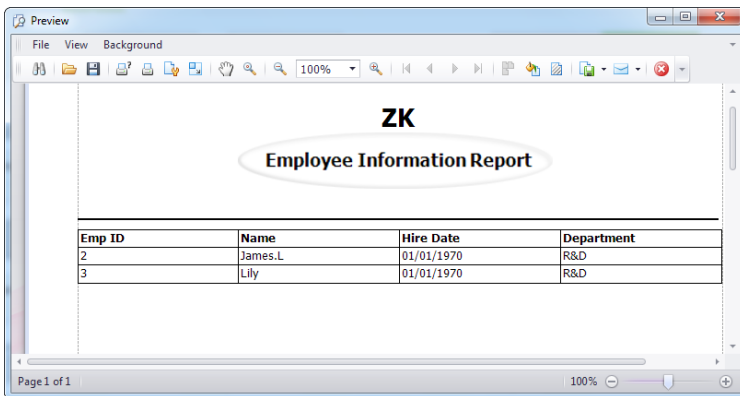 Preview
File View Background
100%
ZK
Employee Information Report
Emp ID Name Hire Date Department
2 James.L 01/01/1970 R&D
3 Lily 01/01/1970 R&D
Page 1 of 1 100%